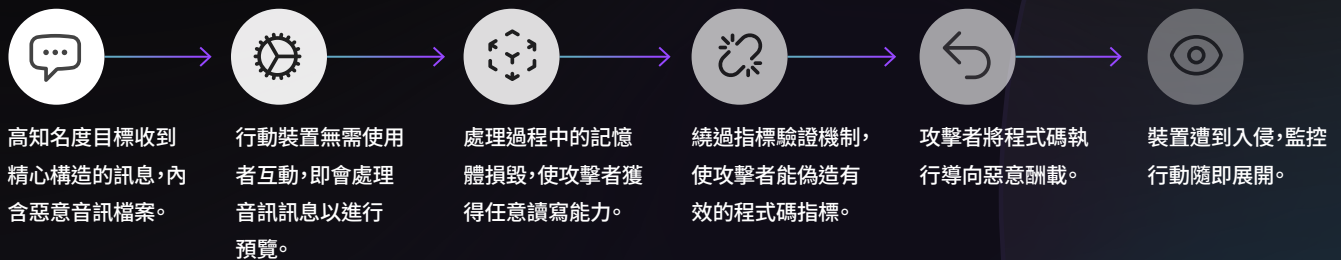 高知名度目標收到
精心構造的訊息，內
含惡意音訊檔案。
行動裝置無需使用
者互動，即會處理
音訊訊息以進行
預覽。
處理過程中的記憶
體損毀，使攻擊者獲
得任意讀寫能力。
繞過指標驗證機制，
使攻擊者能偽造有
效的程式碼指標。
攻擊者將程式碼執
行導向惡意酬載。
裝置遭到入侵，監控
行動隨即展開。